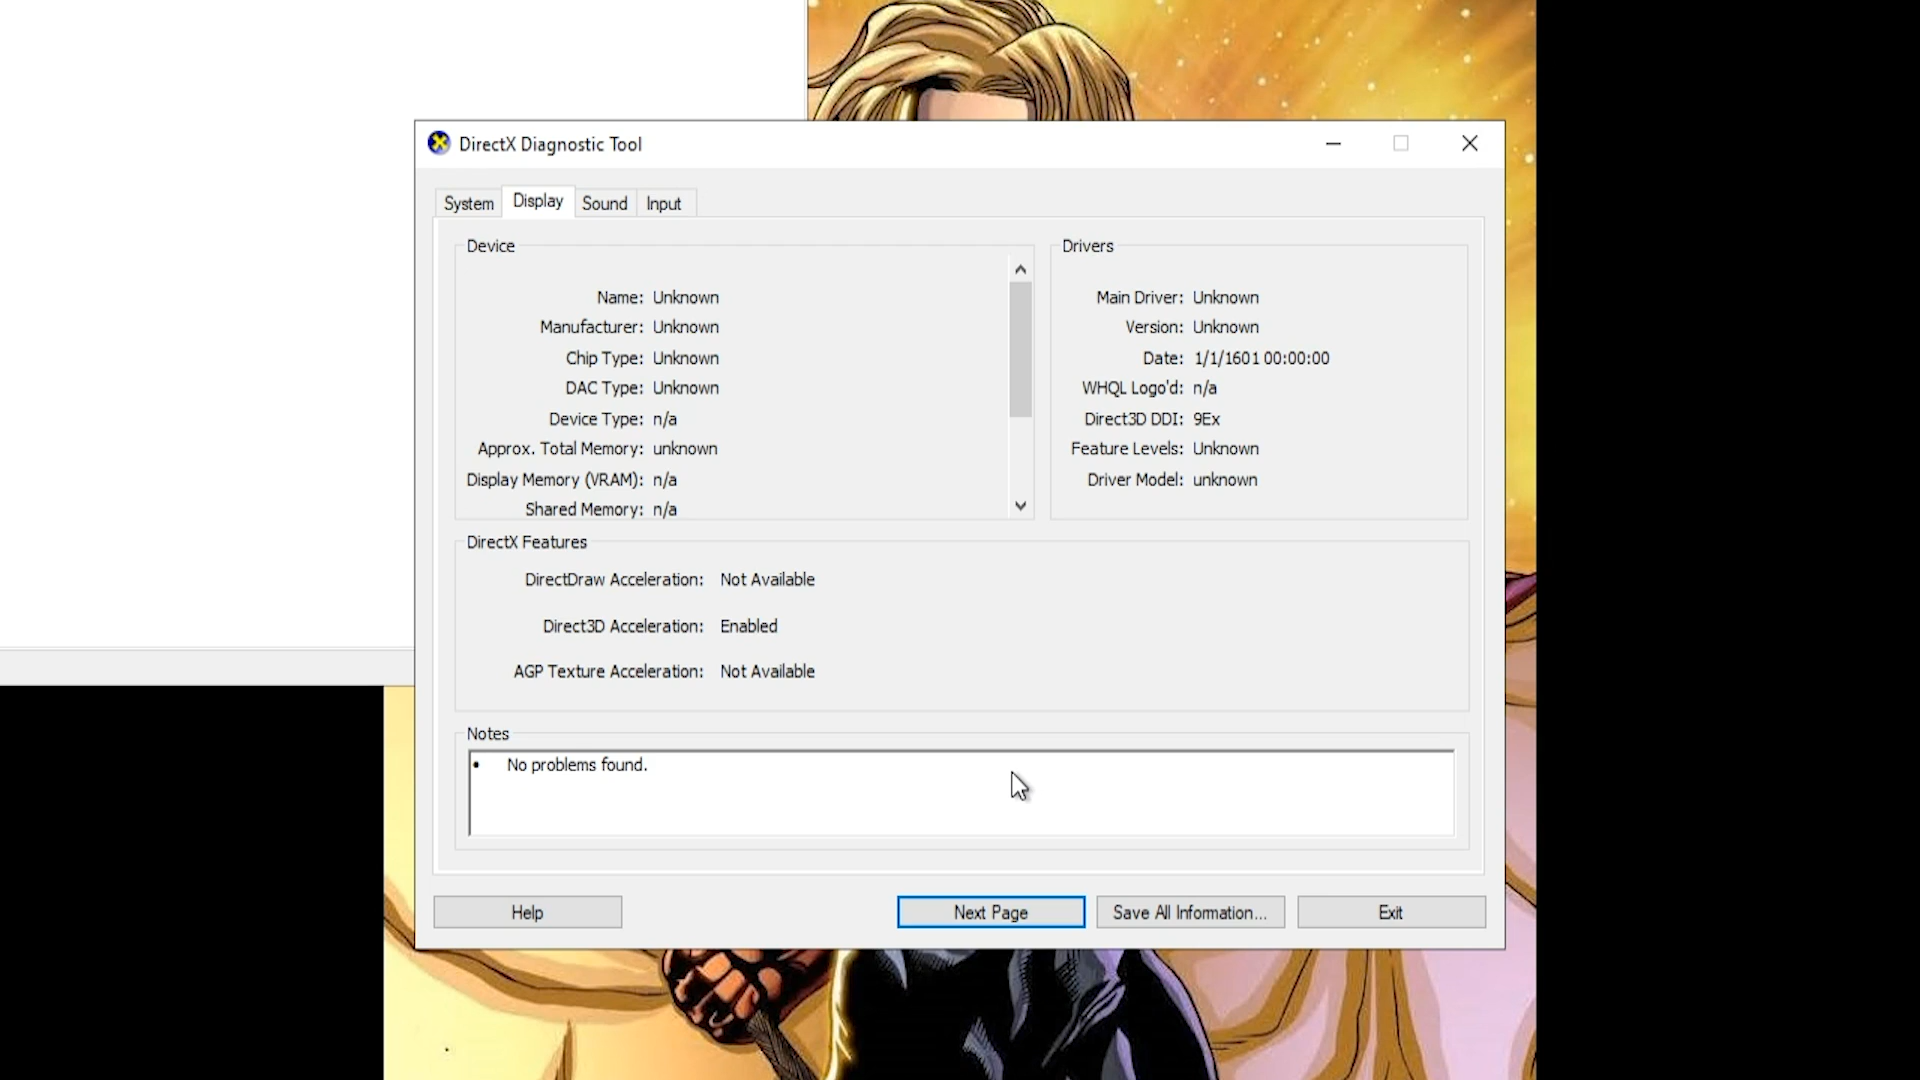 DirectX Diagnostic Tool
System Display Sound Input
Device
Name: Unknown
Manufacturer: Unknown
Chip Type: Unknown
DAC Type: Unknown
Device Type: n/a
Approx. Total Memory: unknown
Display Memory (VRAM): n/a
Shared Memory: n/a
Drivers
Main Driver: Unknown
Version: Unknown
Date: 1/1/1601 00:00:00
WHQL Logo'd: n/a
Direct3D DDI: 9Ex
Feature Levels: Unknown
Driver Model: unknown
DirectX Features
DirectDraw Acceleration: Not Available
Direct3D Acceleration: Enabled
AGP Texture Acceleration: Not Available
Notes
• No problems found.
Help Next Page Save All Information... Exit